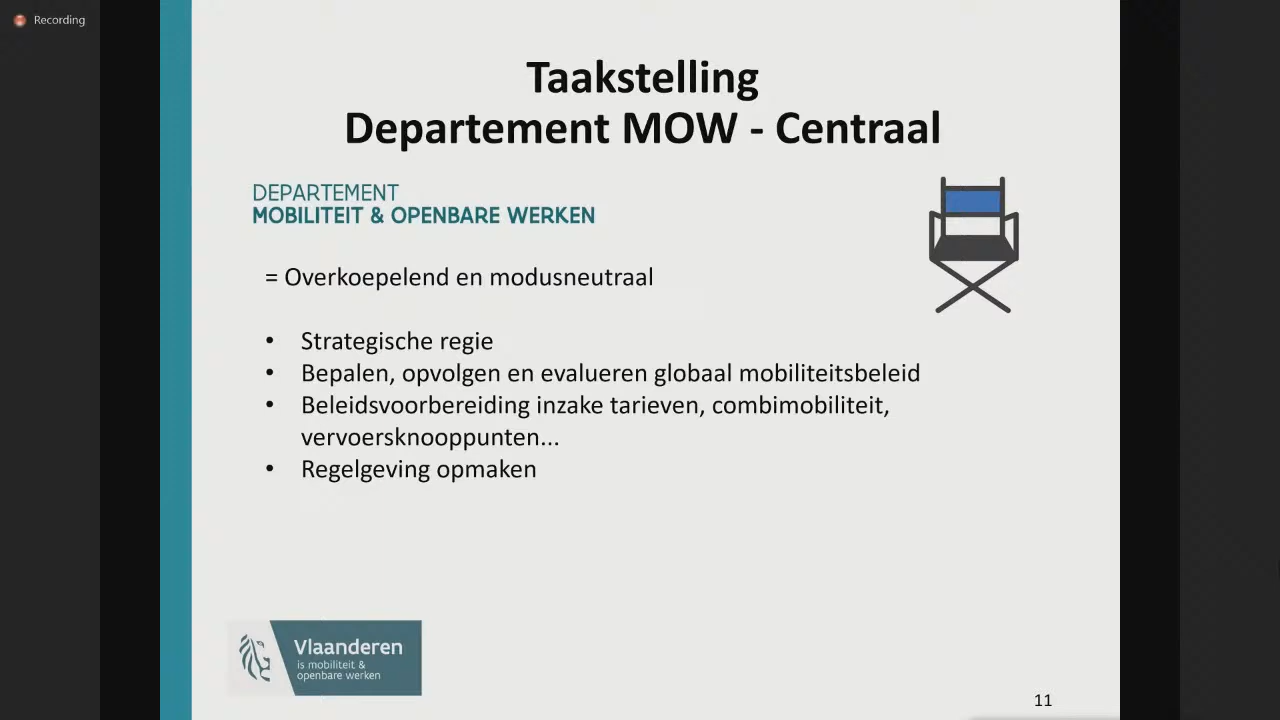 Recording
Taakstelling
Departement MOW - Centraal
DEPARTEMENT
MOBILITEIT & OPENBARE WERKEN
= Overkoepelend en modusneutraal
• Strategische regie
• Bepalen, opvolgen en evalueren globaal mobiliteitsbeleid
• Beleidsvoorbereiding inzake tarieven, combimobiliteit,
vervoersknooppunten...
• Regelgeving opmaken
Vlaanderen
is mobiliteit &
openbare werken
11